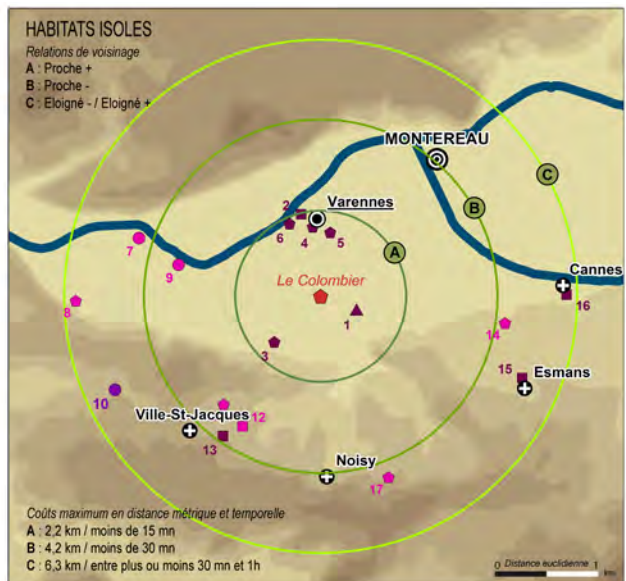 HABITATS ISOLES
Relations de voisinage
A : Proche +
B : Proche -
C : Eloigné - / Eloigné +
MONTEREAU
C
B
Varennes
2
6
4
5
A
7
9
Le Colombier
Cannes
16
8
1
14
3
15
Esmans
10
Ville-St-Jacques
12
13
Noisy
17
Coûts maximum en distance métrique et temporelle
A : 2,2 km / moins de 15 mn
B : 4,2 km / moins de 30 mn
C : 6,3 km / entre plus ou moins 30 mn et 1h
0 Distance euclidienne 1
kms